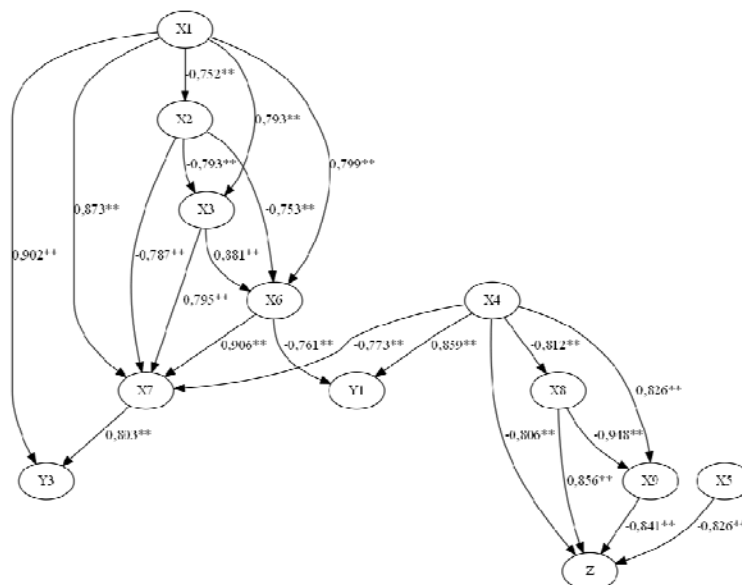 X1
-0,752**
X2
0,793**
-0,793**
0,799**
X3
0,873**
-0,753**
0,902**
-0,787**
0,881**
X6
X4
0,795**
0,906**
-0,761**
-0,773**
0,859**
-0,812**
X7
Y1
X8
0,826**
0,803**
-0,806**
-0,948**
Y3
0,856**
X9
X5
-0,841**
-0,826**
Z